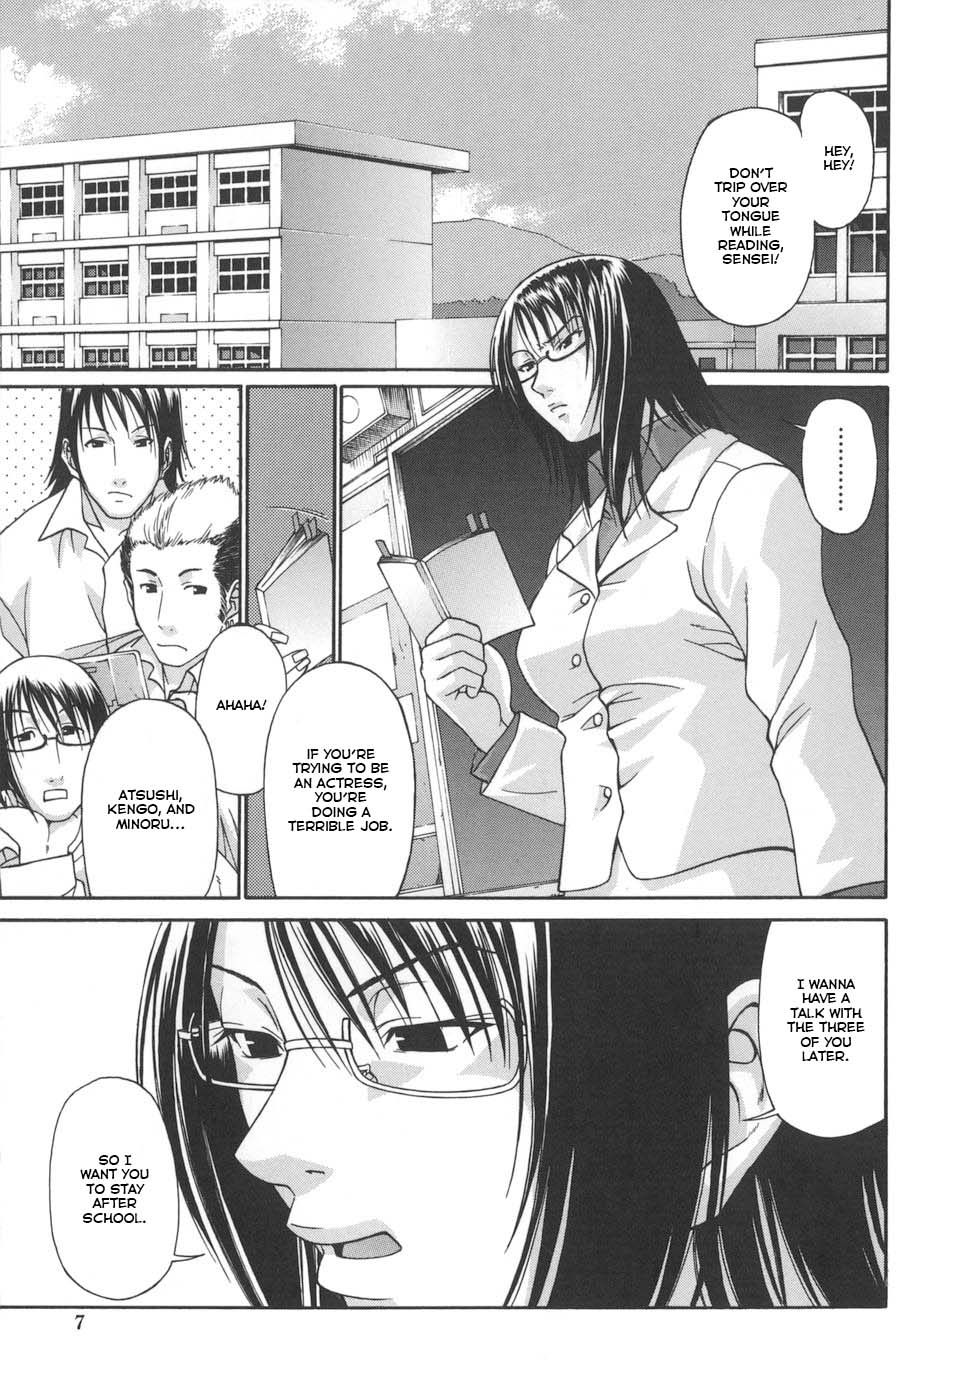 HEY,
HEY!
DON'T
TRIP OVER
YOUR
TONGUE
WHILE
READING,
SENSEI!
..........
AHAHA!
IF YOU'RE
TRYING TO BE
AN ACTRESS,
YOU'RE
DOING A
TERRIBLE JOB.
ATSUSHI,
KENGO, AND
MINORU...
I WANNA
HAVE A
TALK WITH
THE THREE
OF YOU
LATER.
SO I
WANT YOU
TO STAY
AFTER
SCHOOL.
7